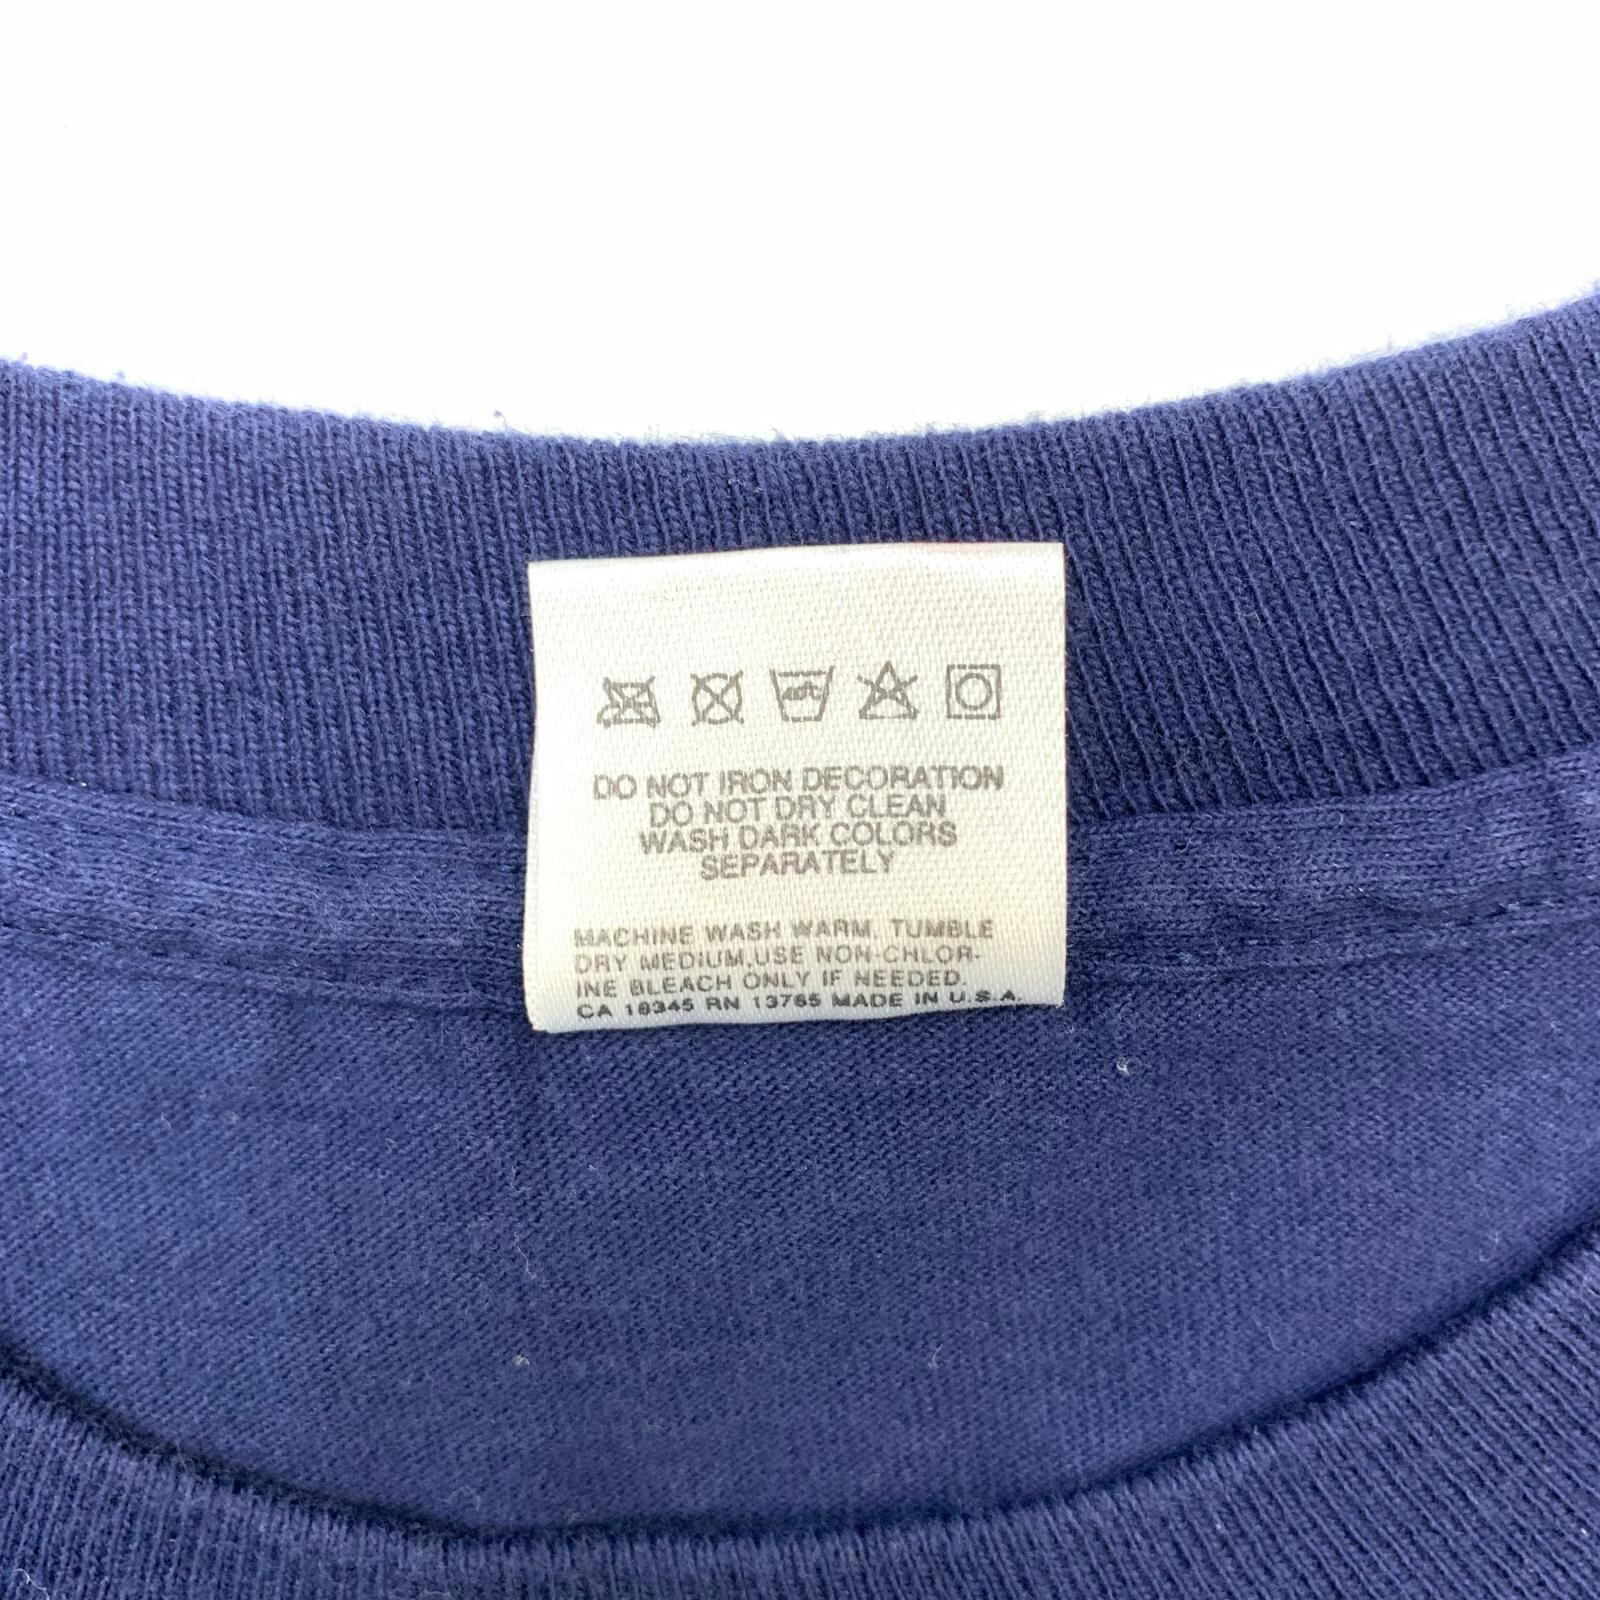 40°C
DO NOT IRON DECORATION
DO NOT DRY CLEAN
WASH DARK COLORS
SEPARATELY
MACHINE WASH WARM, TUMBLE
DRY MEDIUM,USE NON-CHLOR-
INE BLEACH ONLY IF NEEDED.
CA 18345 RN 13765 MADE IN U.S.A.